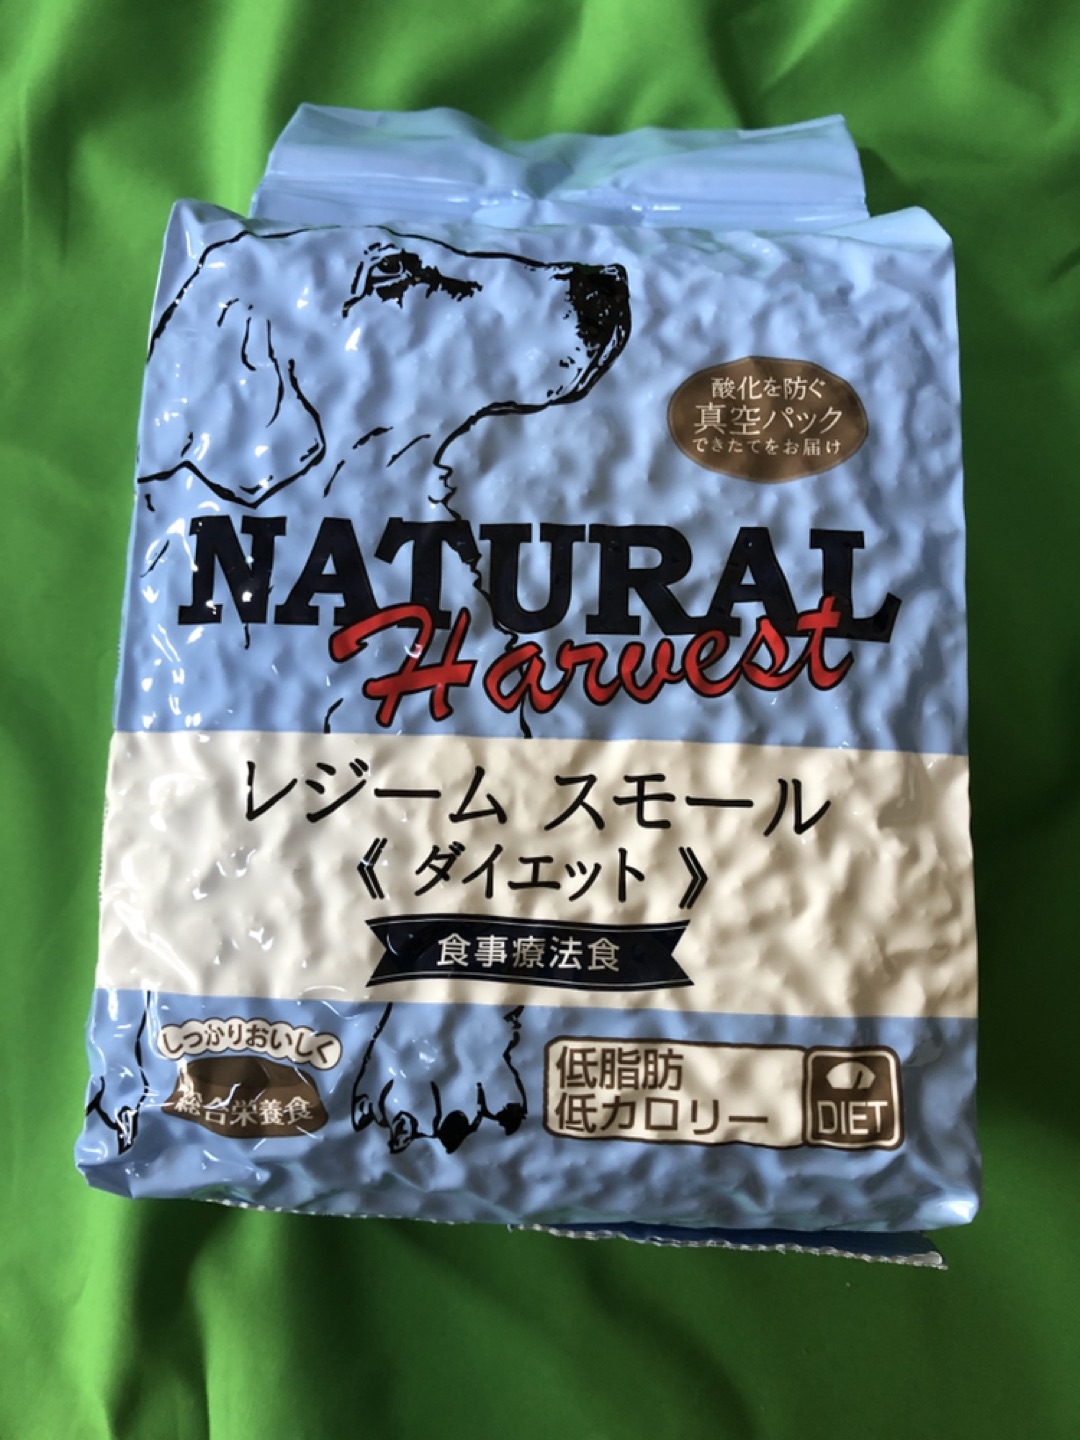 酸化を防ぐ
真空パック
できたてをお届け
NATURAL
Harvest
レジーム スモール
《ダイエット》
食事療法食
しっかりおいしく
総合栄養食
低脂肪
低カロリー
DIET